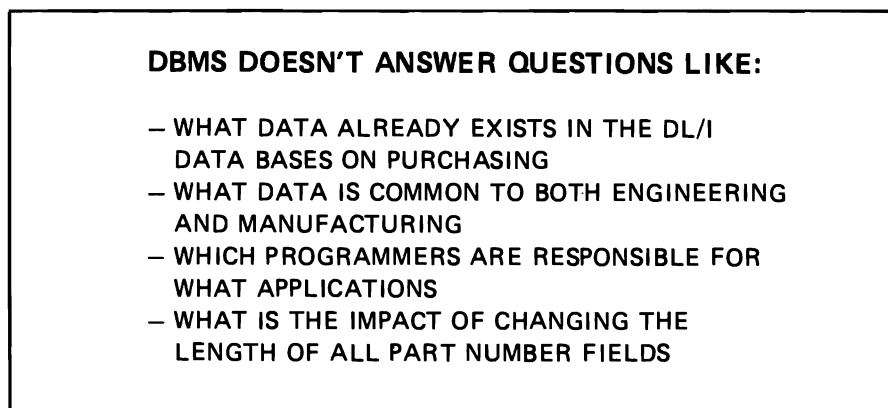 DBMS DOESN'T ANSWER QUESTIONS LIKE:
– WHAT DATA ALREADY EXISTS IN THE DL/I
DATA BASES ON PURCHASING
– WHAT DATA IS COMMON TO BOTH ENGINEERING
AND MANUFACTURING
– WHICH PROGRAMMERS ARE RESPONSIBLE FOR
WHAT APPLICATIONS
– WHAT IS THE IMPACT OF CHANGING THE
LENGTH OF ALL PART NUMBER FIELDS